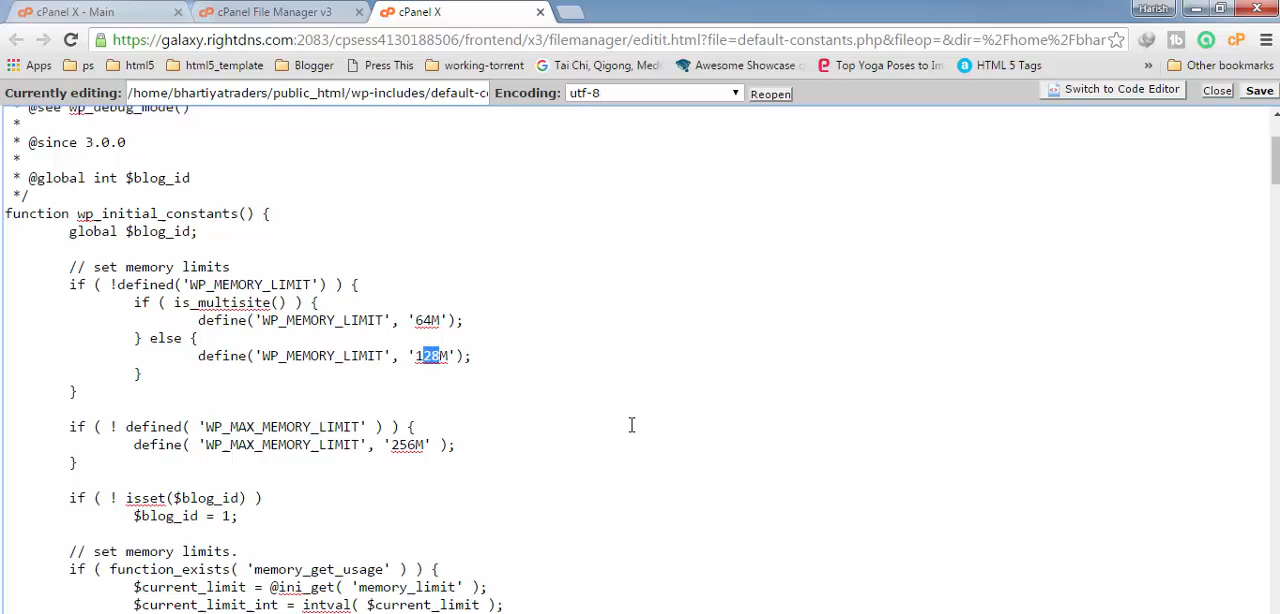 cPanel X - Main
cPanel File Manager v3
cPanel X
Harish
https://galaxy.rightdns.com:2083/cpsess413018506/frontend/x3/filemanager/editit.html?file=default-constants.php&fileop=&dir=%2Fhome%2Fbhar
Apps ps html5 html5_template Blogger Press This working-torrent Tai Chi, Qigong, Med Awesome Showcase Top Yoga Poses to Im HTML 5 Tags » Other bookmarks
Currently editing: /home/bhartiyatraders/public_html/wp-includes/default-c Encoding: utf-8 Reopen Switch to Code Editor Close Save
* @see wp_debug_mode()
*
* @since 3.0.0
*
* @global int $blog_id
*/
function wp_initial_constants() {
global $blog_id;
// set memory limits
if ( !defined('WP_MEMORY_LIMIT') ) {
if ( is_multisite() ) {
define('WP_MEMORY_LIMIT', '64M');
} else {
define('WP_MEMORY_LIMIT', '128M');
}
}
if ( ! defined( 'WP_MAX_MEMORY_LIMIT' ) ) {
define( 'WP_MAX_MEMORY_LIMIT', '256M' );
}
if ( ! isset($blog_id) )
$blog_id = 1;
// set memory limits.
if ( function_exists( 'memory_get_usage' ) ) {
$current_limit = @ini_get( 'memory_limit' );
$current_limit_int = intval( $current_limit );